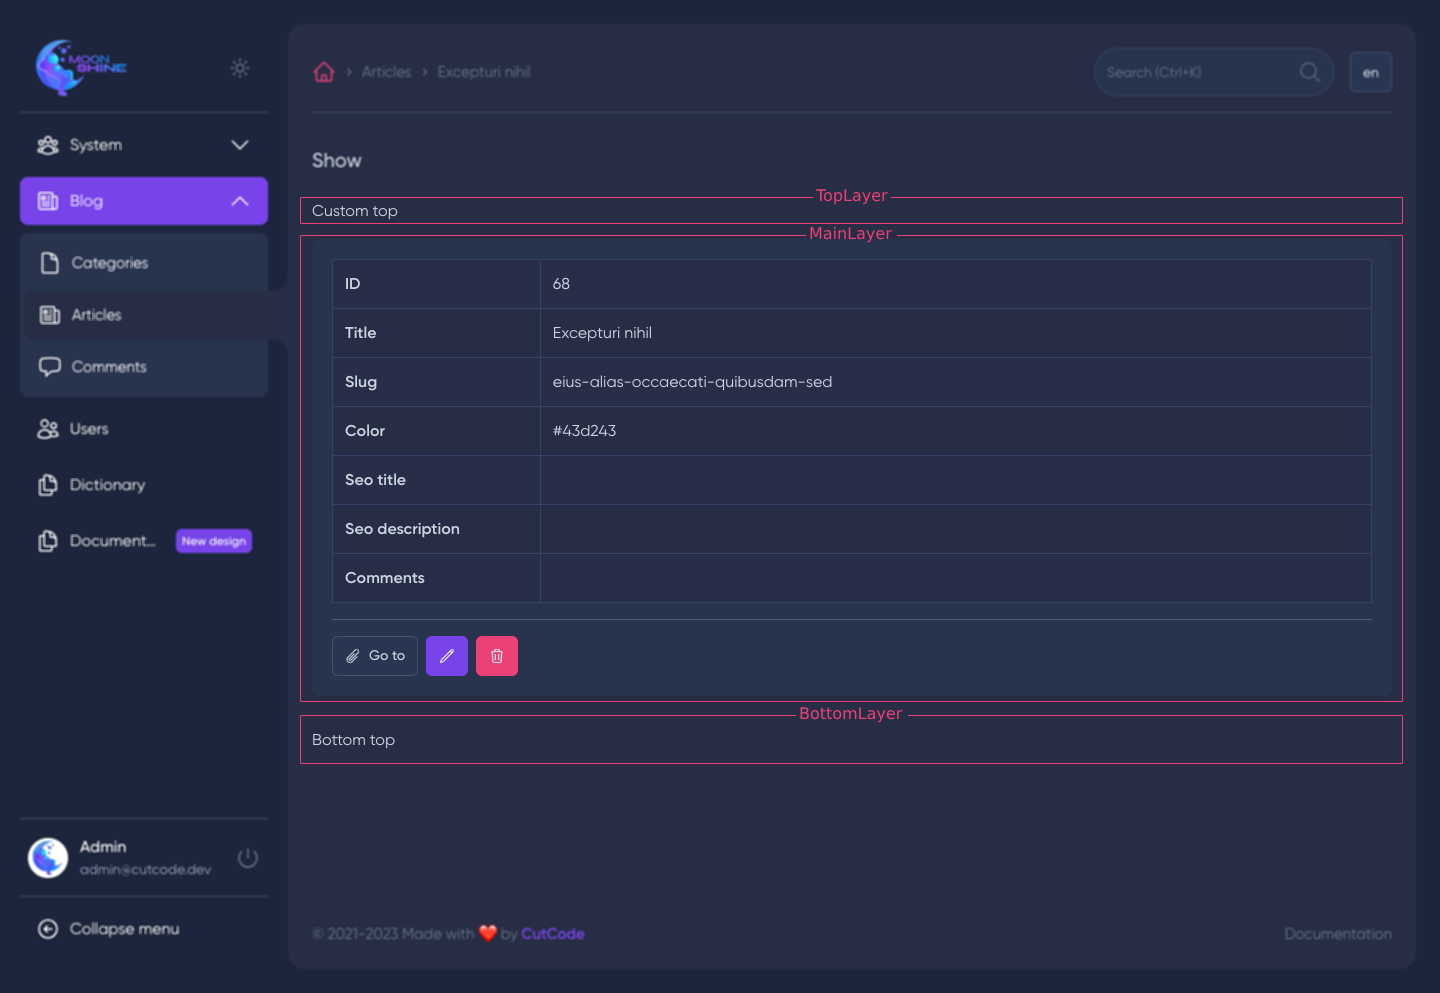 MOON
SHINE
System
Blog
Categories
Articles
Comments
Users
Dictionary
Document... New design
Admin
admin@cutcode.dev
Collapse menu
Articles Excepturi nihil
Search (Ctrl+K)
en
Show
TopLayer
Custom top
MainLayer
ID 68
Title Excepturi nihil
Slug eius-alias-occaecati-quibusdam-sed
Color #43d243
Seo title
Seo description
Comments
Go to
BottomLayer
Bottom top
© 2021-2023 Made with ❤️ by CutCode
Documentation